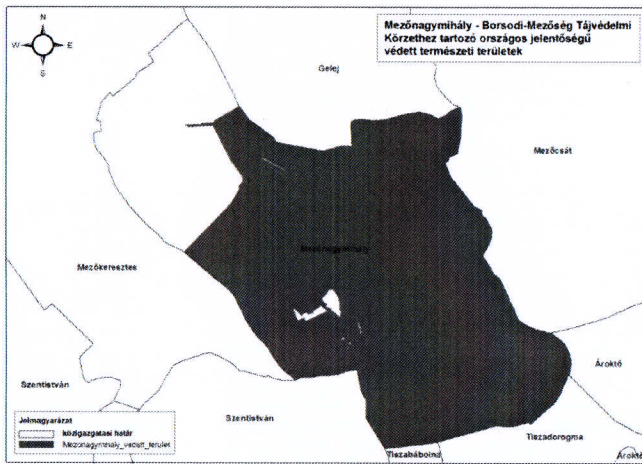 Mezőnagymihály - Borsodi-Mezőség Tájvédelmi
Körzethez tartozó országos jelentőségű
védett természeti területek
N
W
E
S
Gelej
Mezőcsát
Mezőnagymihály
Mezőkeresztes
Ároktő
Szentistván
Szentistván
Jelmagyarázat
közigazgatási határ
Mezonagymihaly_vedett_terulet
Tiszadorogma
Tiszabábolna
Ároktő